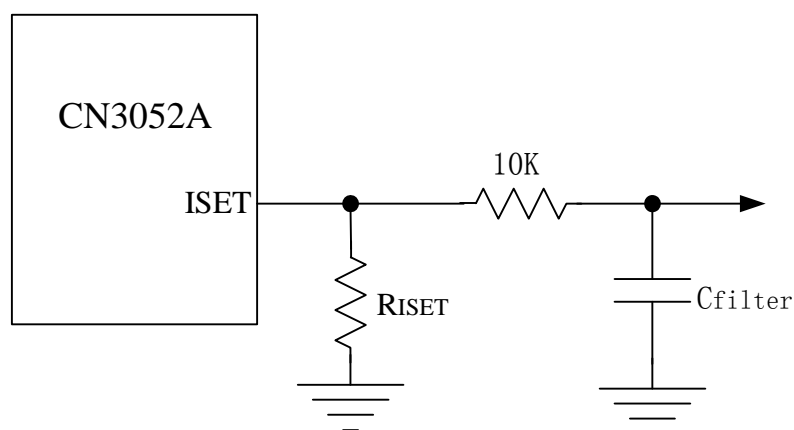 CN3052A
10K
ISET
RISET
Cfilter